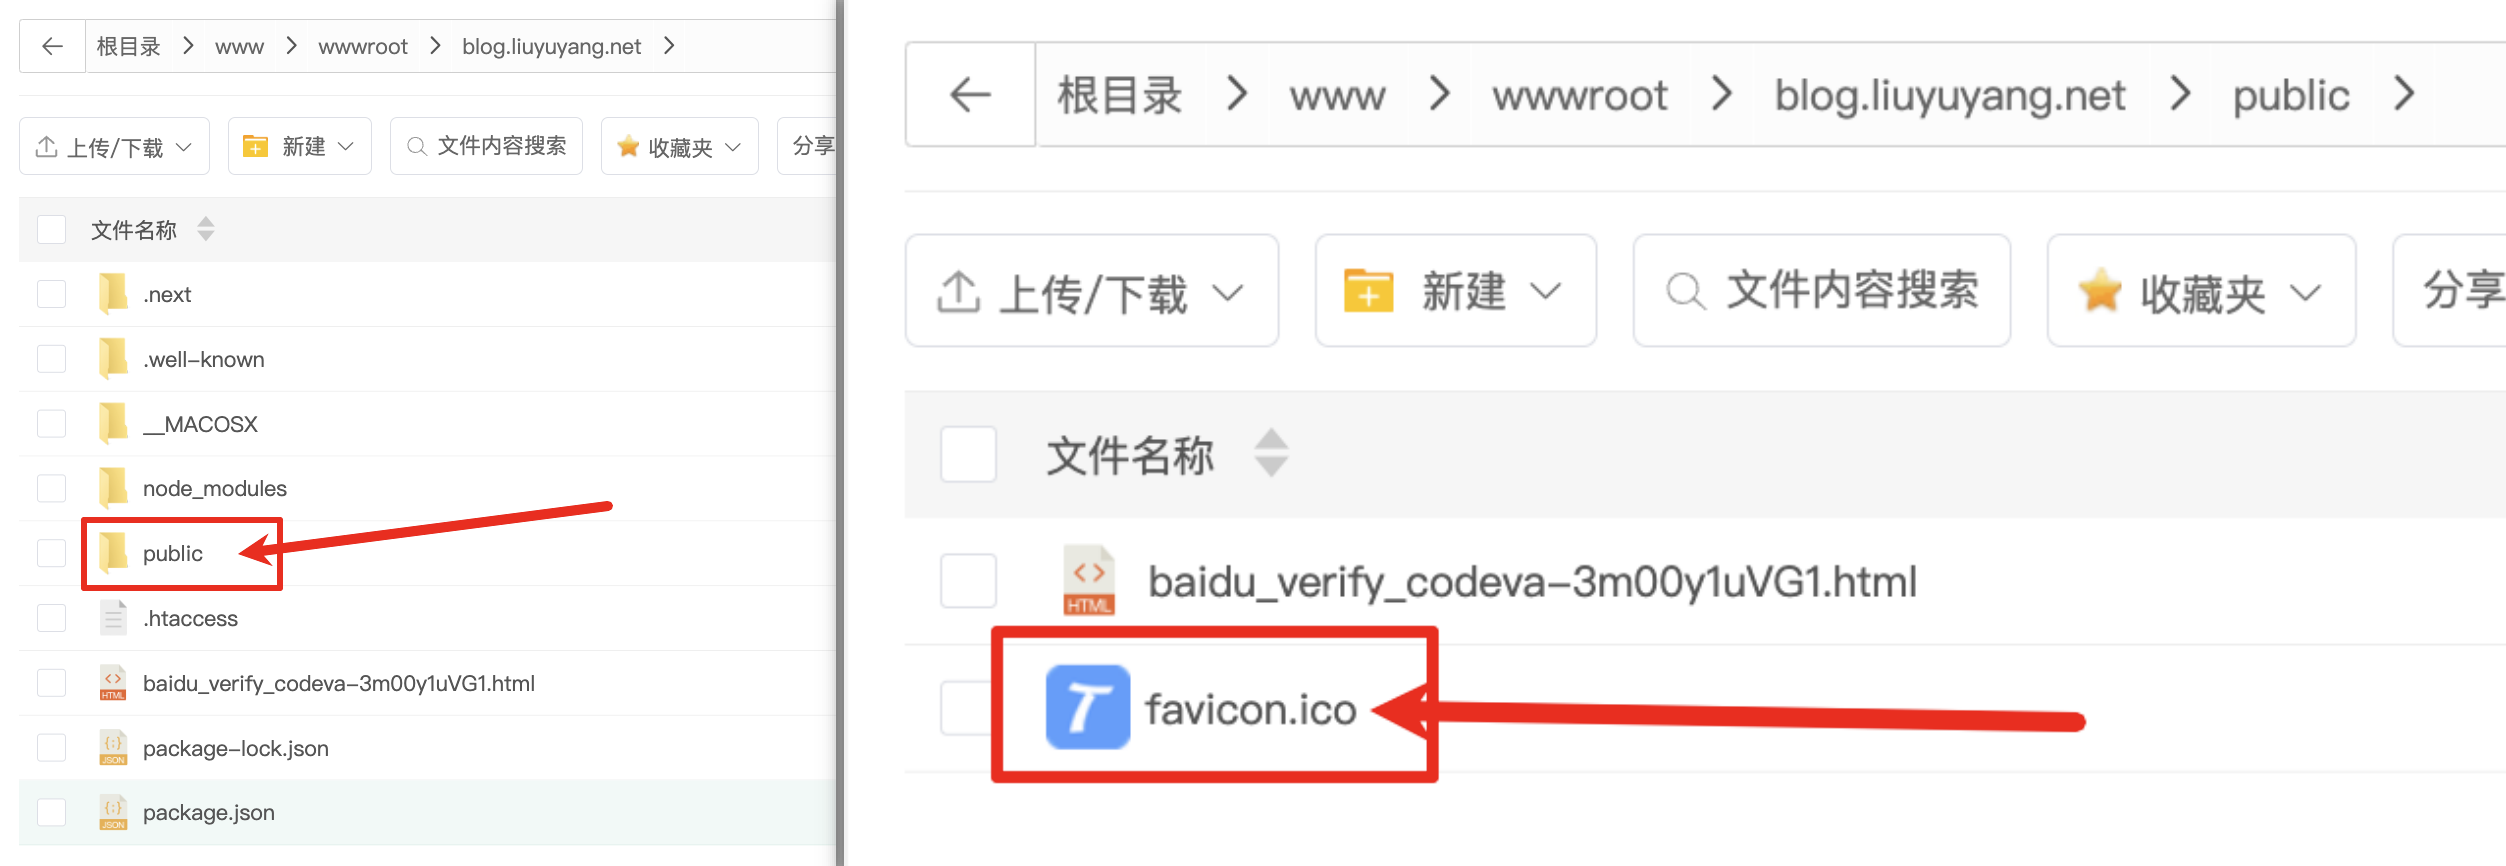 根目录 > www > wwwroot > blog.liuyuyang.net >
上传/下载 新建 文件内容搜索 收藏夹 分享
文件名称
.next
.well-known
__MACOSX
node_modules
public
.htaccess
HTML baidu_verify_codeva-3m00y1uVG1.html
{;} JSON package-lock.json
{;} JSON package.json
根目录 > www > wwwroot > blog.liuyuyang.net > public >
上传/下载 新建 文件内容搜索 收藏夹 分享
文件名称
HTML baidu_verify_codeva-3m00y1uVG1.html
T favicon.ico